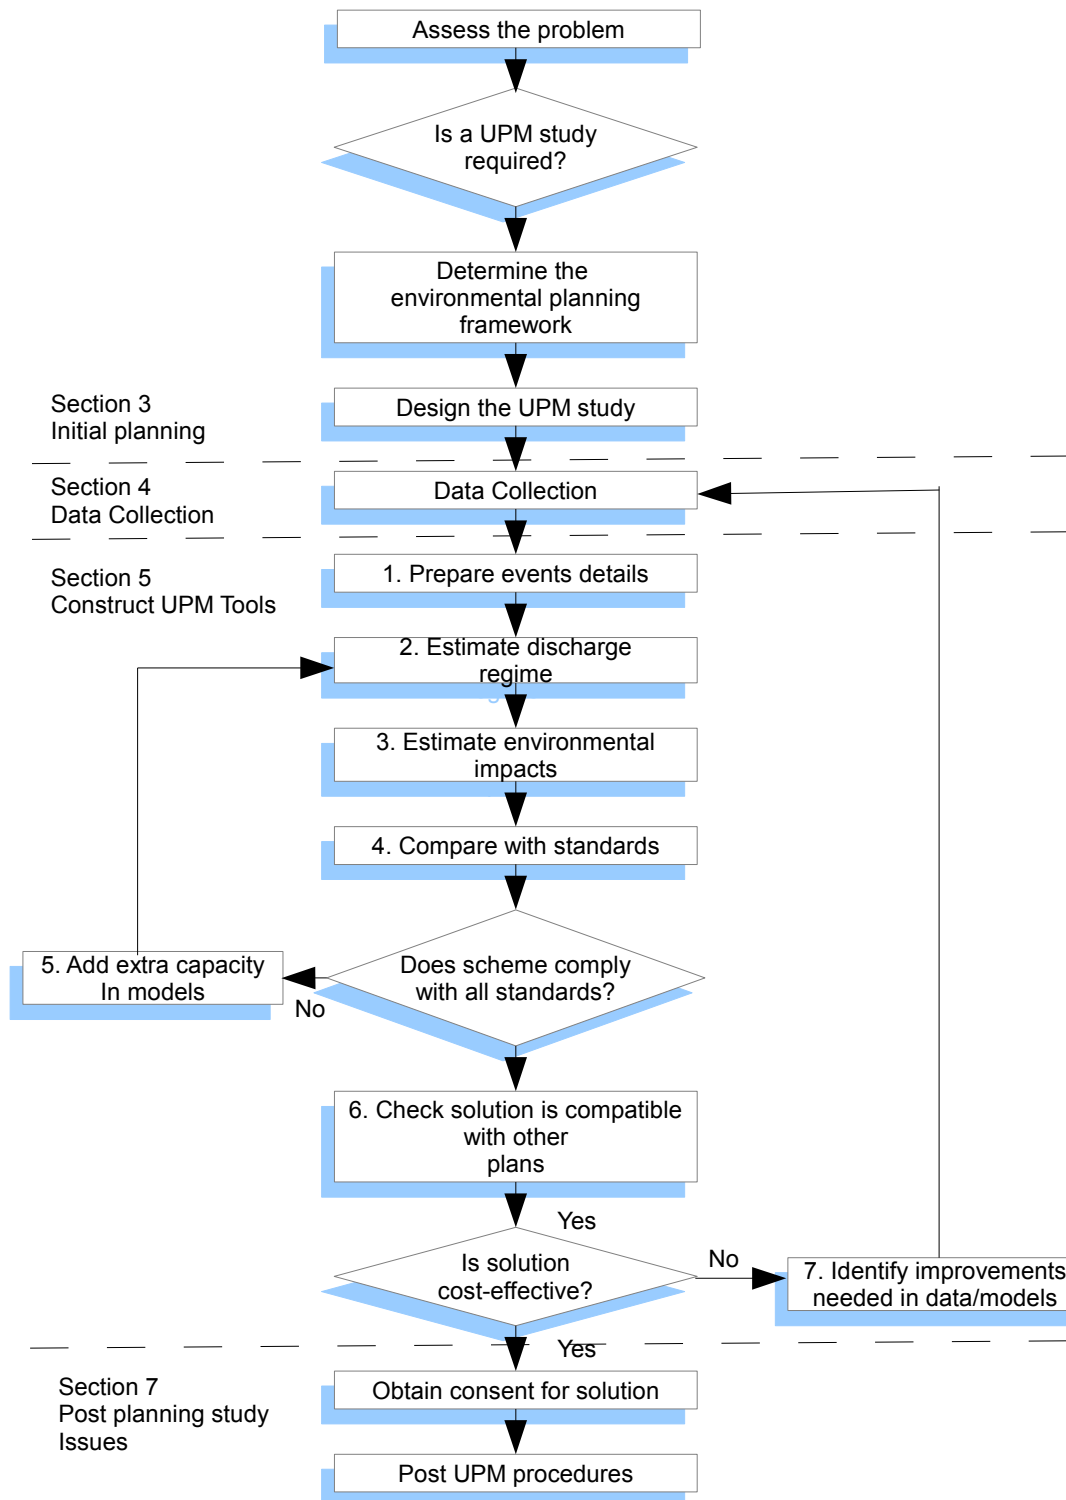 Assess the problem
Is a UPM study
required?
Determine the
environmental planning
framework
Section 3
Initial planning
Design the UPM study
Section 4
Data Collection
Data Collection
Section 5
Construct UPM Tools
1. Prepare events details
2. Estimate discharge
regime
3. Estimate environmental
impacts
4. Compare with standards
Does scheme comply
with all standards?
No
5. Add extra capacity
In models
6. Check solution is compatible
with other
plans
Yes
Is solution
cost-effective?
No
7. Identify improvements
needed in data/models
Yes
Section 7
Post planning study
Issues
Obtain consent for solution
Post UPM procedures